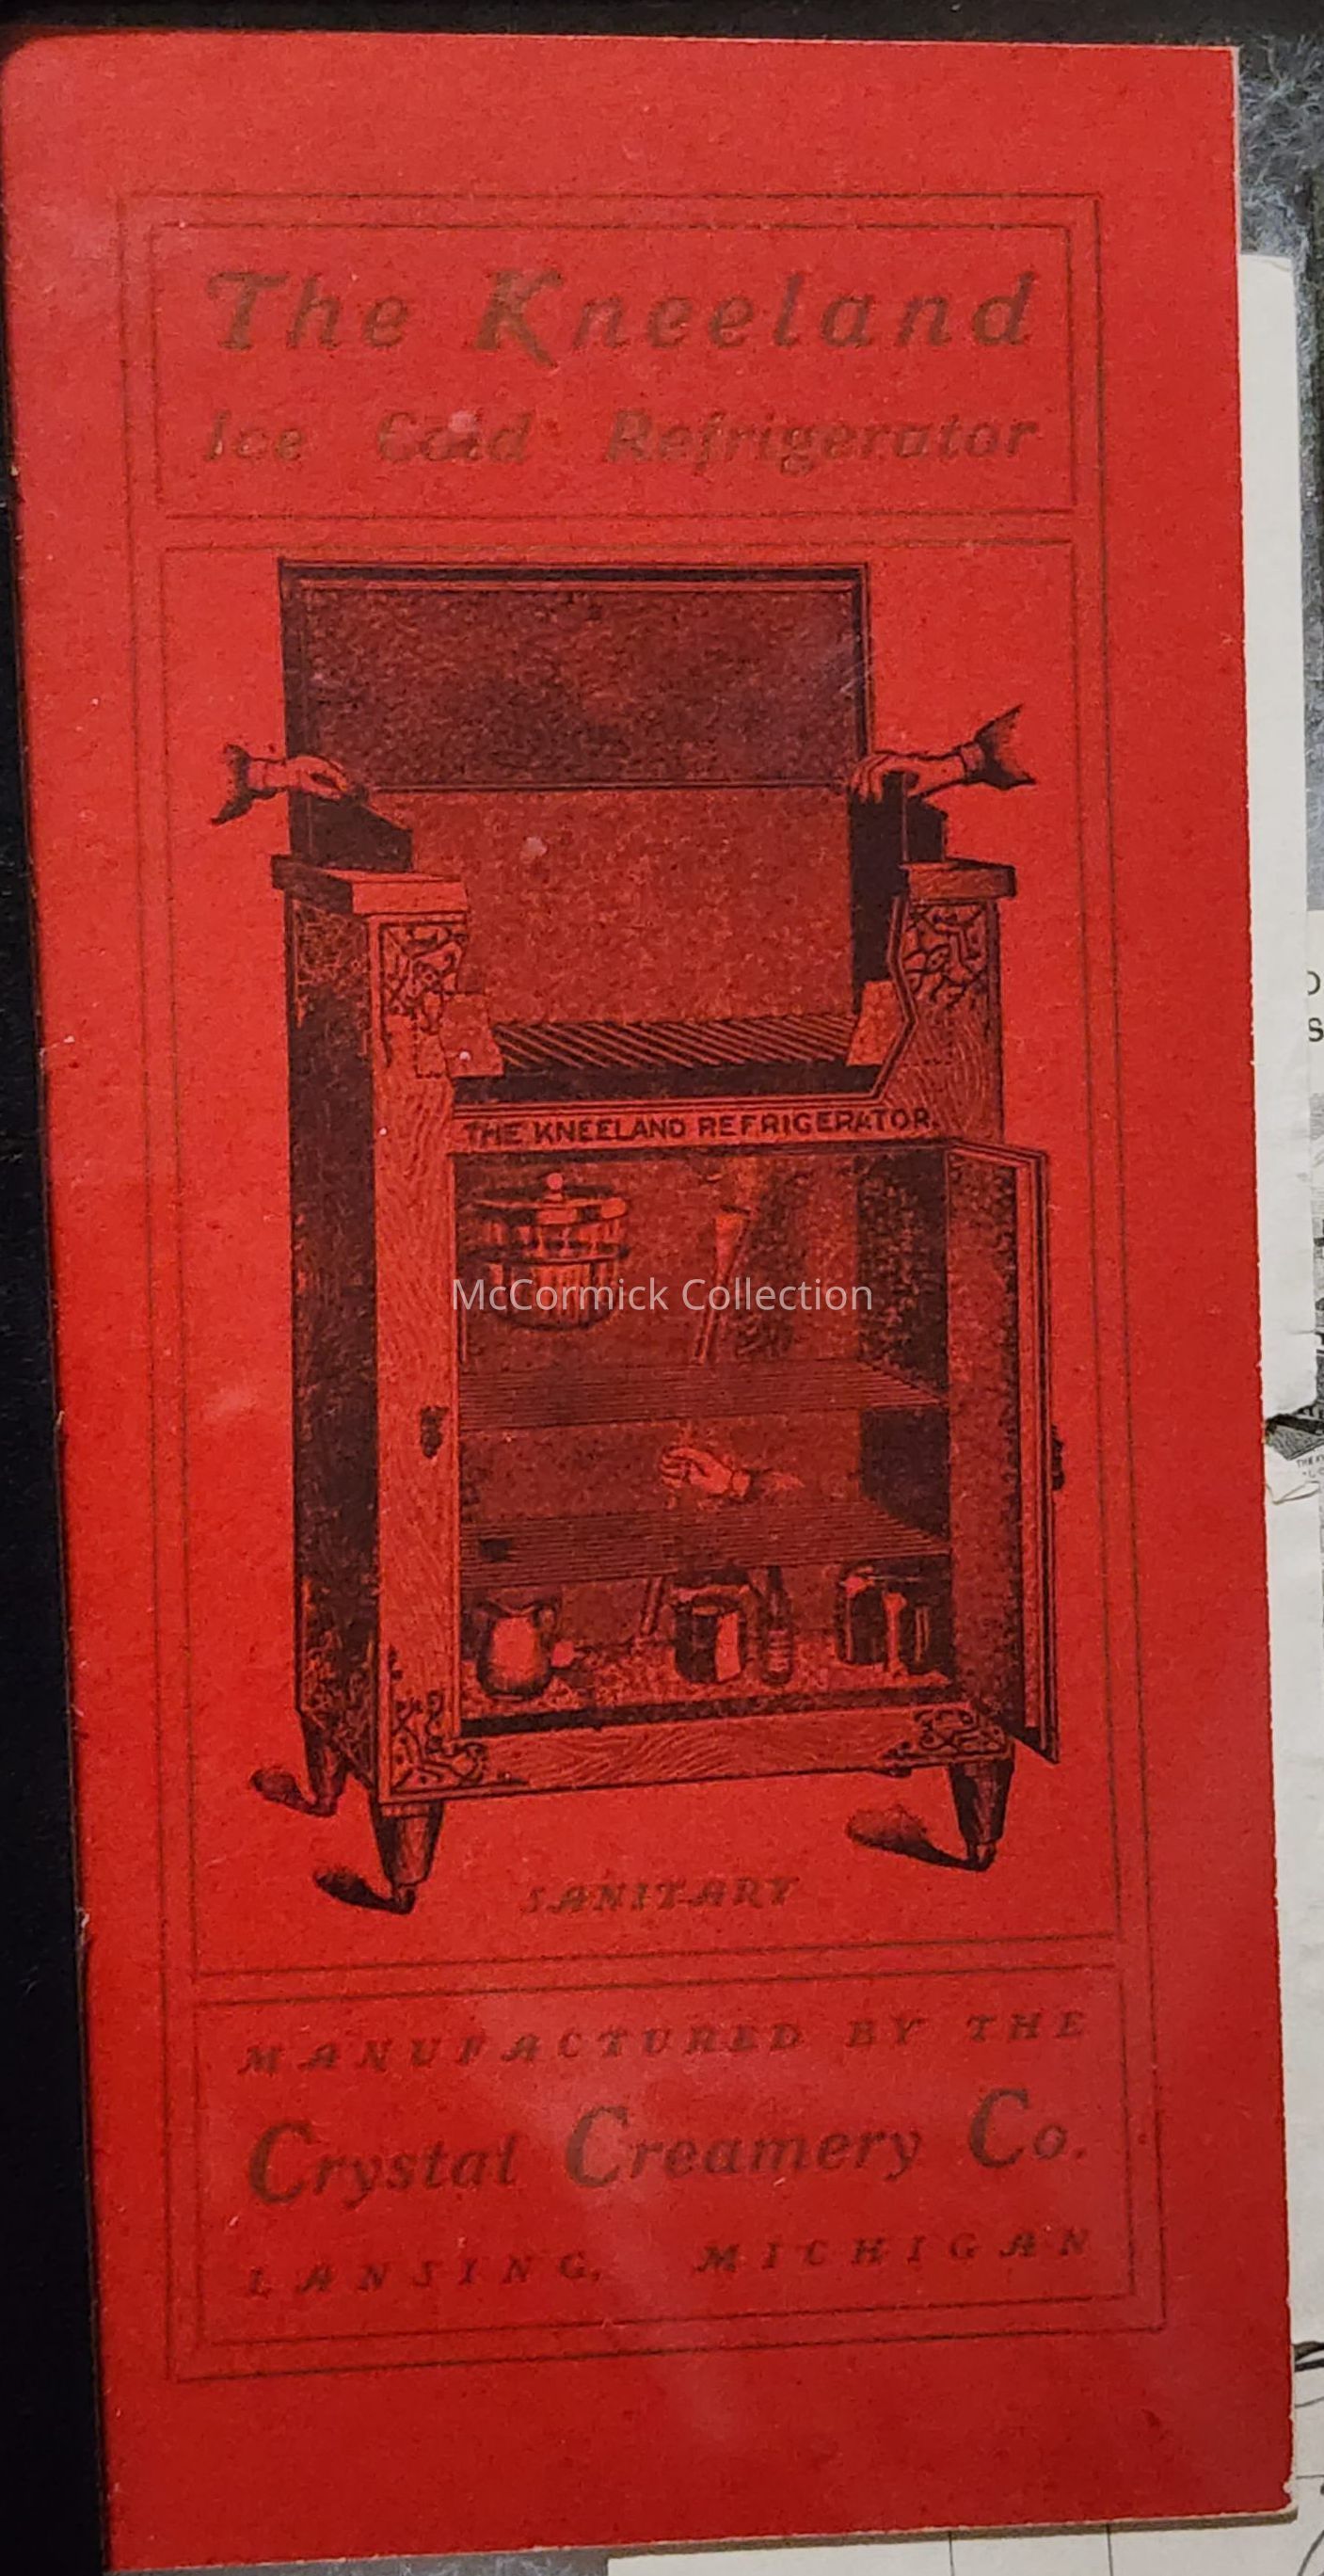 The Kneeland
Ice Cold Refrigerator
THE KNEELAND REFRIGERATOR.
McCormick Collection
SANITARY
MANUFACTURED BY THE
Crystal Creamery Co.
LANSING, MICHIGAN